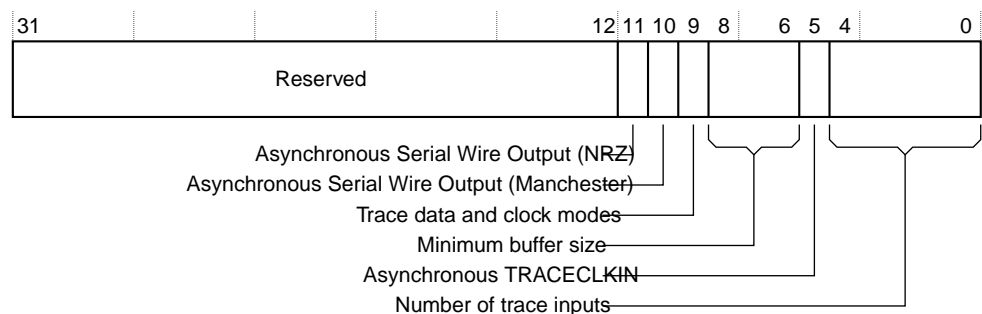 31 12 11 10 9 8 6 5 4 0
Reserved
Asynchronous Serial Wire Output (NRZ)
Asynchronous Serial Wire Output (Manchester)
Trace data and clock modes
Minimum buffer size
Asynchronous TRACECLKIN
Number of trace inputs